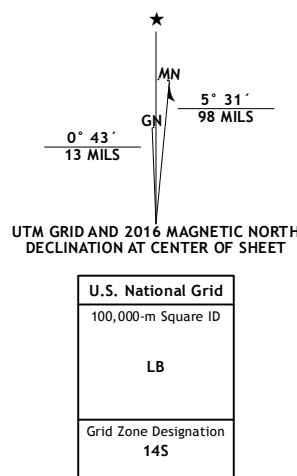 ★
MN
5° 31´
98 MILS
GN
0° 43´
13 MILS
UTM GRID AND 2016 MAGNETIC NORTH
DECLINATION AT CENTER OF SHEET
U.S. National Grid
100,000-m Square ID
LB
Grid Zone Designation
14S